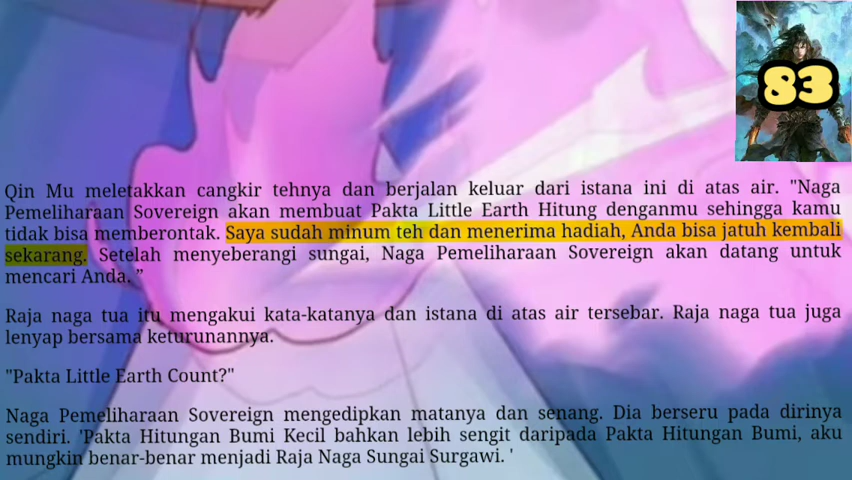 83
Qin Mu meletakkan cangkir tehnya dan berjalan keluar dari istana ini di atas air. "Naga
Pemeliharaan Sovereign akan membuat Pakta Little Earth Hitung denganmu sehingga kamu
tidak bisa memberontak. Saya sudah minum teh dan menerima hadiah, Anda bisa jatuh kembali
sekarang. Setelah menyeberangi sungai, Naga Pemeliharaan Sovereign akan datang untuk
mencari Anda. ”
Raja naga tua itu mengakui kata-katanya dan istana di atas air tersebar. Raja naga tua juga
lenyap bersama keturunannya.
"Pakta Little Earth Count?"
Naga Pemeliharaan Sovereign mengedipkan matanya dan senang. Dia berseru pada dirinya
sendiri. 'Pakta Hitungan Bumi Kecil bahkan lebih sengit daripada Pakta Hitungan Bumi, aku
mungkin benar-benar menjadi Raja Naga Sungai Surgawi. '